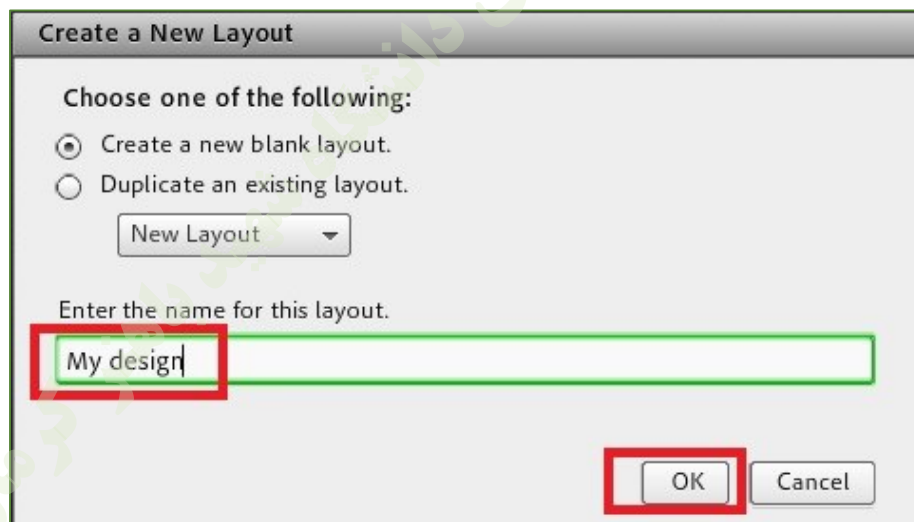 Create a New Layout
Choose one of the following:
Create a new blank layout.
Duplicate an existing layout.
New Layout
Enter the name for this layout.
My design
OK Cancel